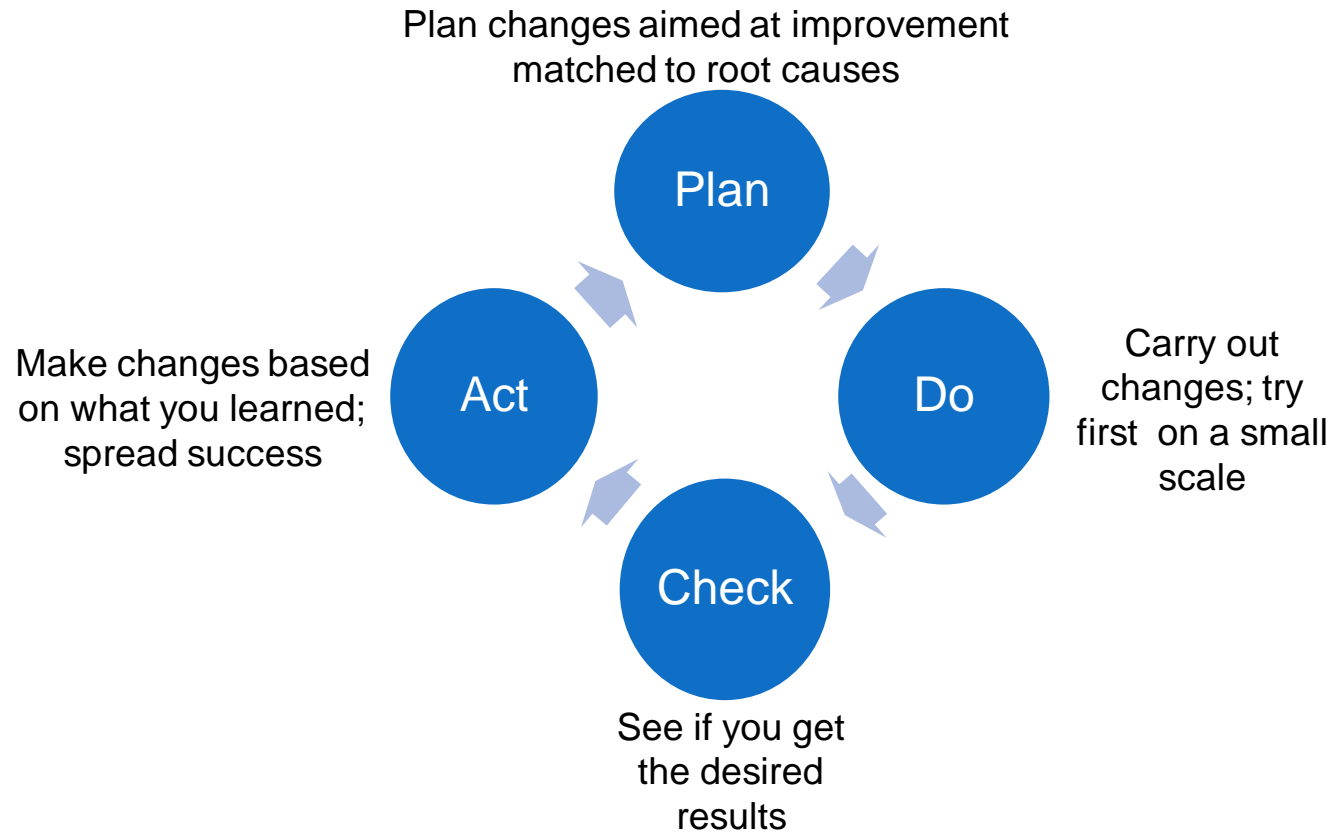 Plan changes aimed at improvement
matched to root causes
Plan
Do
Carry out
changes; try
first on a small
scale
Check
See if you get
the desired
results
Act
Make changes based
on what you learned;
spread success